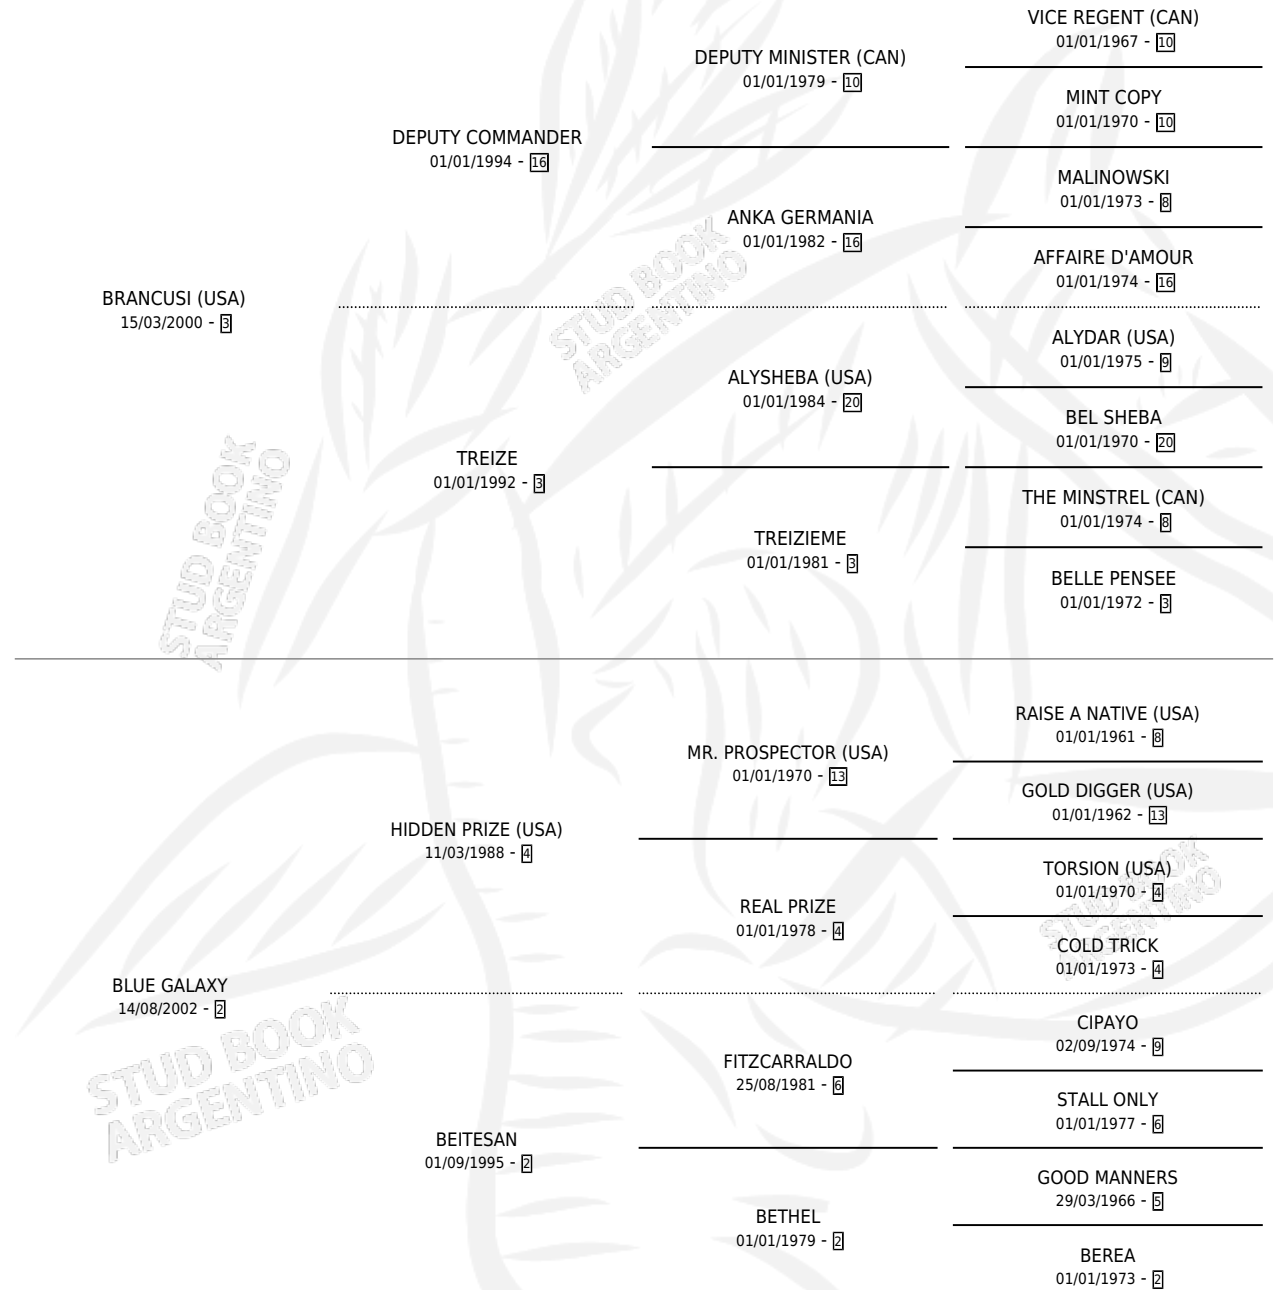 VICE REGENT (CAN)
01/01/1967 - 10
DEPUTY MINISTER (CAN)
01/01/1979 - 10
MINT COPY
01/01/1970 - 10
DEPUTY COMMANDER
01/01/1994 - 16
MALINOWSKI
01/01/1973 - 8
ANKA GERMANIA
01/01/1982 - 16
AFFAIRE D'AMOUR
01/01/1974 - 16
BRANCUSI (USA)
15/03/2000 - 3
STUD BOOK
ARGENTINO
ALYDAR (USA)
01/01/1975 - 9
ALYSHEBA (USA)
01/01/1984 - 20
BEL SHEBA
01/01/1970 - 20
TREIZE
01/01/1992 - 3
THE MINSTREL (CAN)
01/01/1974 - 8
TREIZIEME
01/01/1981 - 3
BELLE PENSEE
01/01/1972 - 3
STUD BOOK
ARGENTINO
RAISE A NATIVE (USA)
01/01/1961 - 8
MR. PROSPECTOR (USA)
01/01/1970 - 13
GOLD DIGGER (USA)
01/01/1962 - 13
HIDDEN PRIZE (USA)
11/03/1988 - 4
TORSION (USA)
01/01/1970 - 4
REAL PRIZE
01/01/1978 - 4
COLD TRICK
01/01/1973 - 4
STUD BOOK
ARGENTINO
BLUE GALAXY
14/08/2002 - 2
CIPAYO
02/09/1974 - 9
FITZCARRALDO
25/08/1981 - 6
STALL ONLY
01/01/1977 - 6
STUD BOOK
ARGENTINO
BEITESAN
01/09/1995 - 2
GOOD MANNERS
29/03/1966 - 5
BETHEL
01/01/1979 - 2
BEREA
01/01/1973 - 2